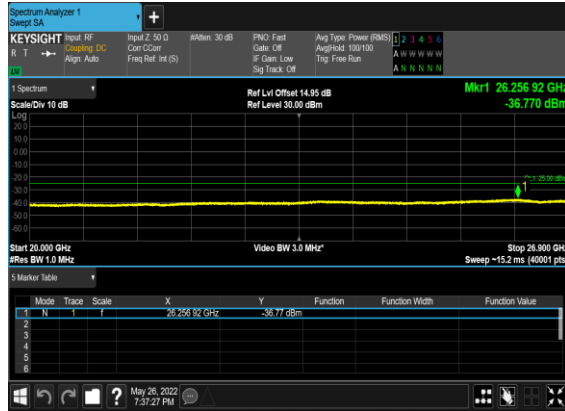 Spectrum Analyzer 1
Swept SA
+
KEYSIGHT Input: RF Input Z: 50 Ω #Atten: 30 dB PNO: Fast Avg Type: Power (RMS) 1 2 3 4 5 6
R T Coupling: DC Corr CCorr Gate: Off Avg|Hold: 100/100 A W W W W W
Align: Auto Freq Ref: Int (S) IF Gain: Low Trig: Free Run
LXI Sig Track: Off A N N N N N
1 Spectrum Ref Lvl Offset 14.95 dB Mkr1 26.256 92 GHz
Scale/Div 10 dB Ref Level 30.00 dBm -36.770 dBm
Log
20.0
10.0
0.00
-10.0
-20.0
DL1 -25.00 dBm
-30.0
1
-40.0
-50.0
-60.0
Start 20.000 GHz Video BW 3.0 MHz* Stop 26.900 GHz
#Res BW 1.0 MHz Sweep ~15.2 ms (40001 pts)
5 Marker Table
Mode Trace Scale X Y Function Function Width Function Value
1 N 1 f 26.256 92 GHz -36.77 dBm
2
3
4
5
6
? May 26, 2022
7:37:27 PM